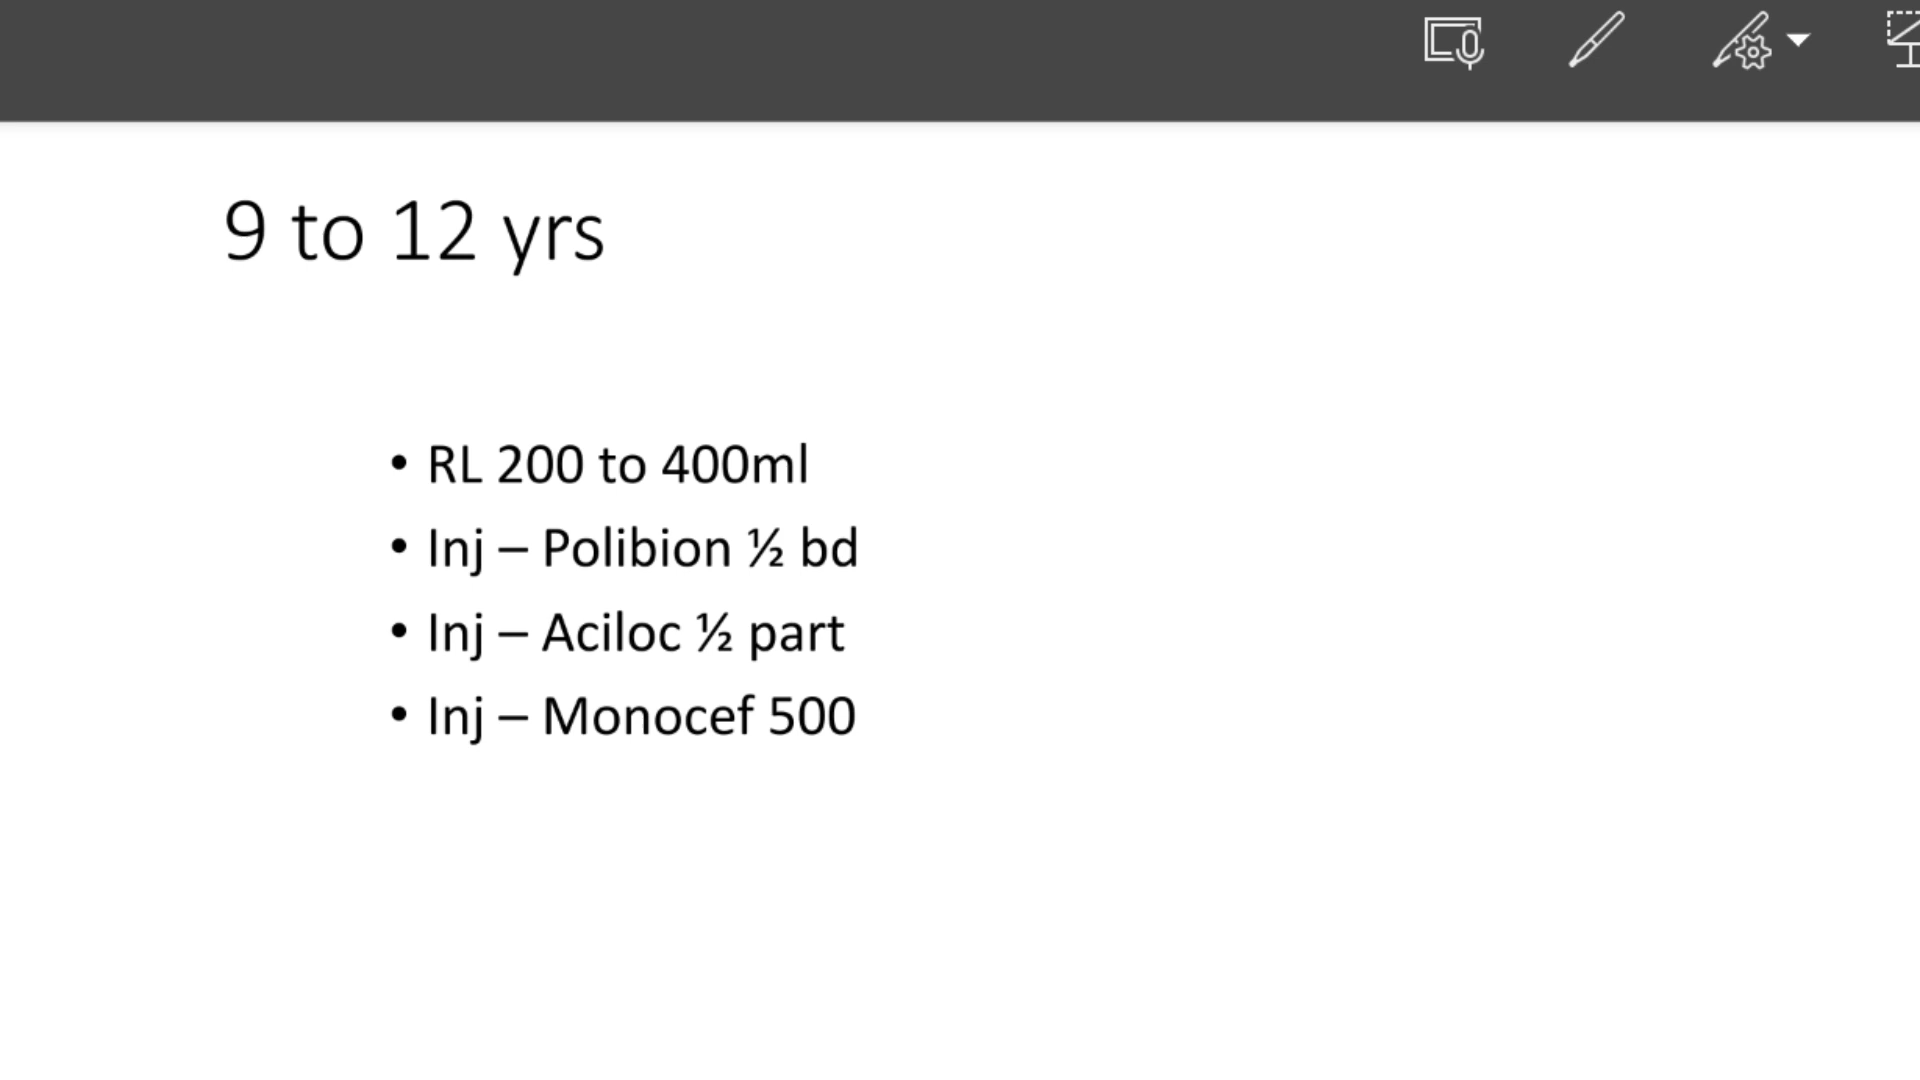 9 to 12 yrs
• RL 200 to 400ml
• Inj – Polibion ½ bd
• Inj – Aciloc ½ part
• Inj – Monocef 500